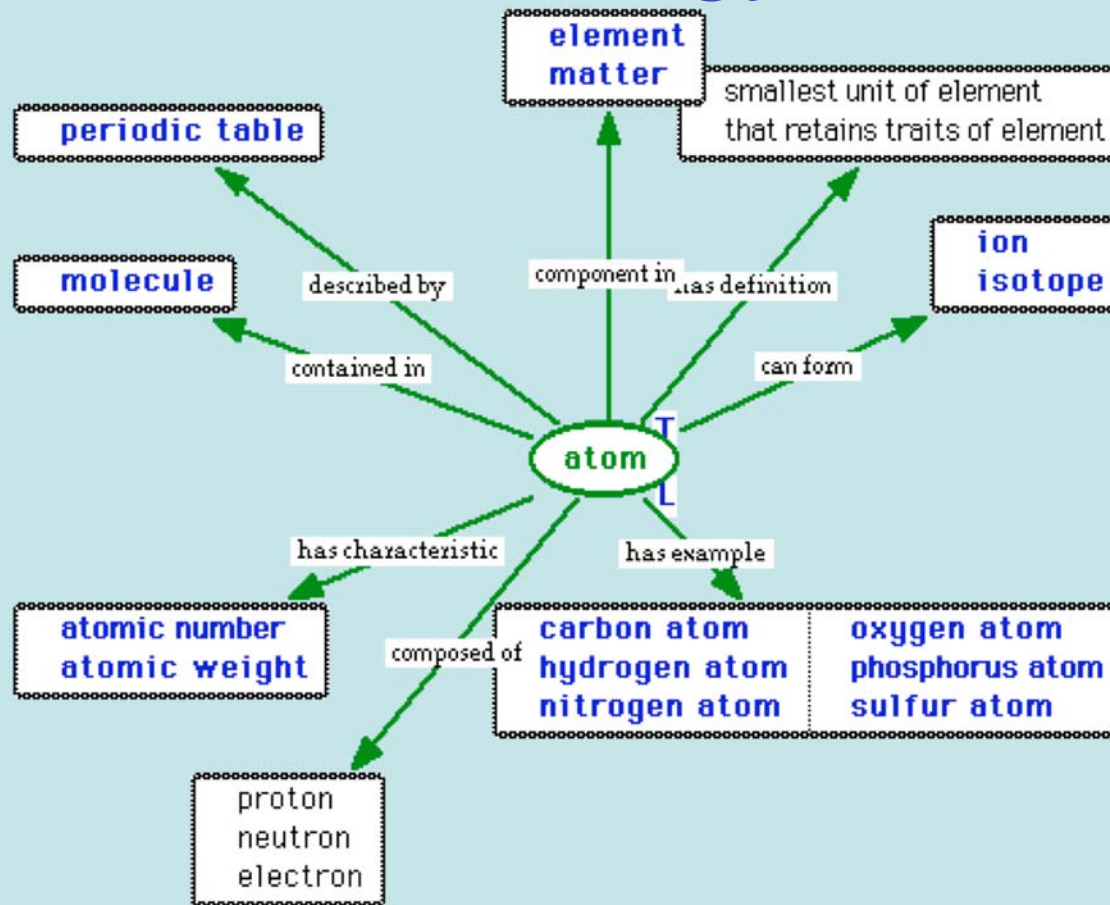 element
matter
smallest unit of element
that retains traits of element
periodic table
ion
isotope
molecule
described by
component in
has definition
contained in
can form
atom
T
L
has characteristic
has example
atomic number
atomic weight
composed of
carbon atom
hydrogen atom
nitrogen atom
oxygen atom
phosphorus atom
sulfur atom
proton
neutron
electron